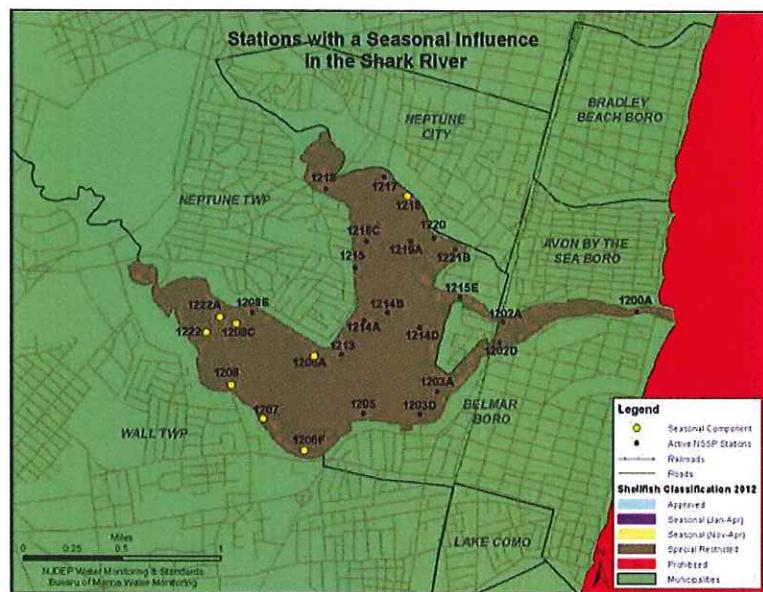 Stations with a Seasonal Influence
in the Shark River
BRADLEY
BEACH BORO
NEPTUNE
CITY
NEPTUNE TWP
AVON BY THE
SEA BORO
1218
1217
1220
1216C
1219A
1221B
1215
1215E
1200A
1222A
1208E
1214B
1202A
1222
1208C
1214A
1214D
1202D
1213
1206A
1208
1203A
1207
1205
1203D
BELMAR
BORO
WALL TWP
1206F
LAKE COMO
Legend
Seasonal Component
Active NSSP Stations
Railroads
Roads
Shellfish Classification 2012
Approved
Seasonal (Jan-Apr)
Seasonal (Nov-Apr)
Special Restricted
Prohibited
Municipalities
Miles
0 0.25 0.5 1
NJDEP Water Monitoring & Standards
Bureau of Marine Water Monitoring